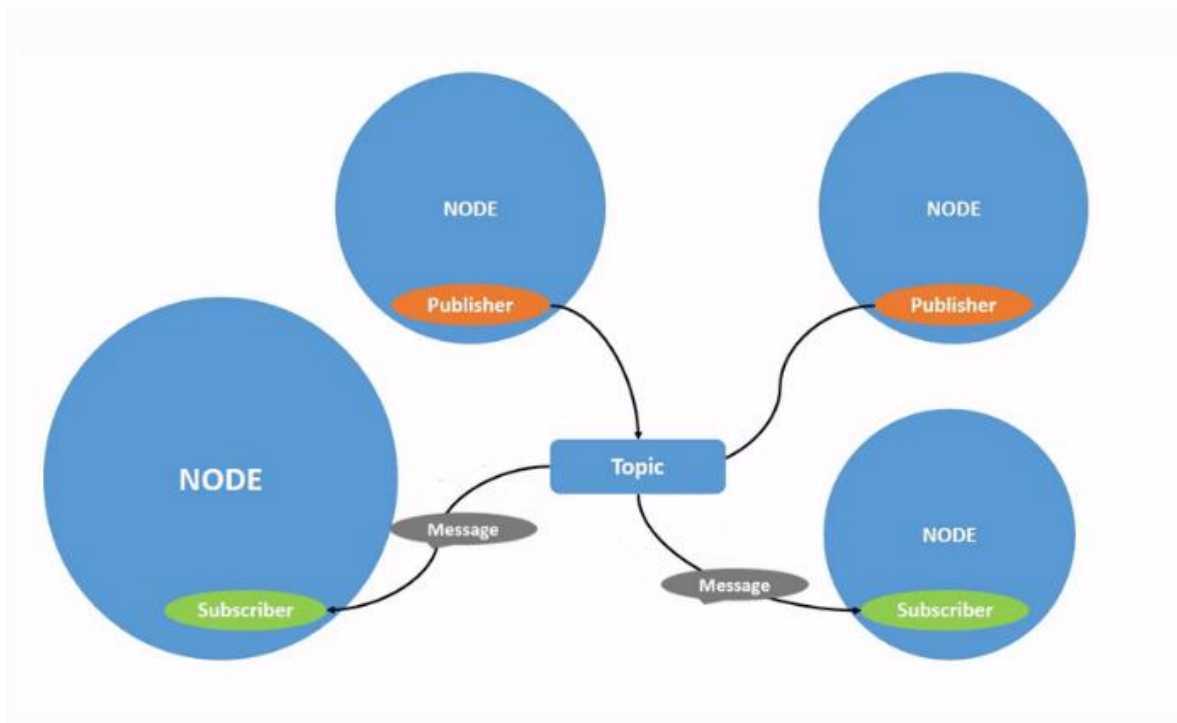 NODE
NODE
Publisher
Publisher
Topic
NODE
Message
NODE
Message
Subscriber
Subscriber